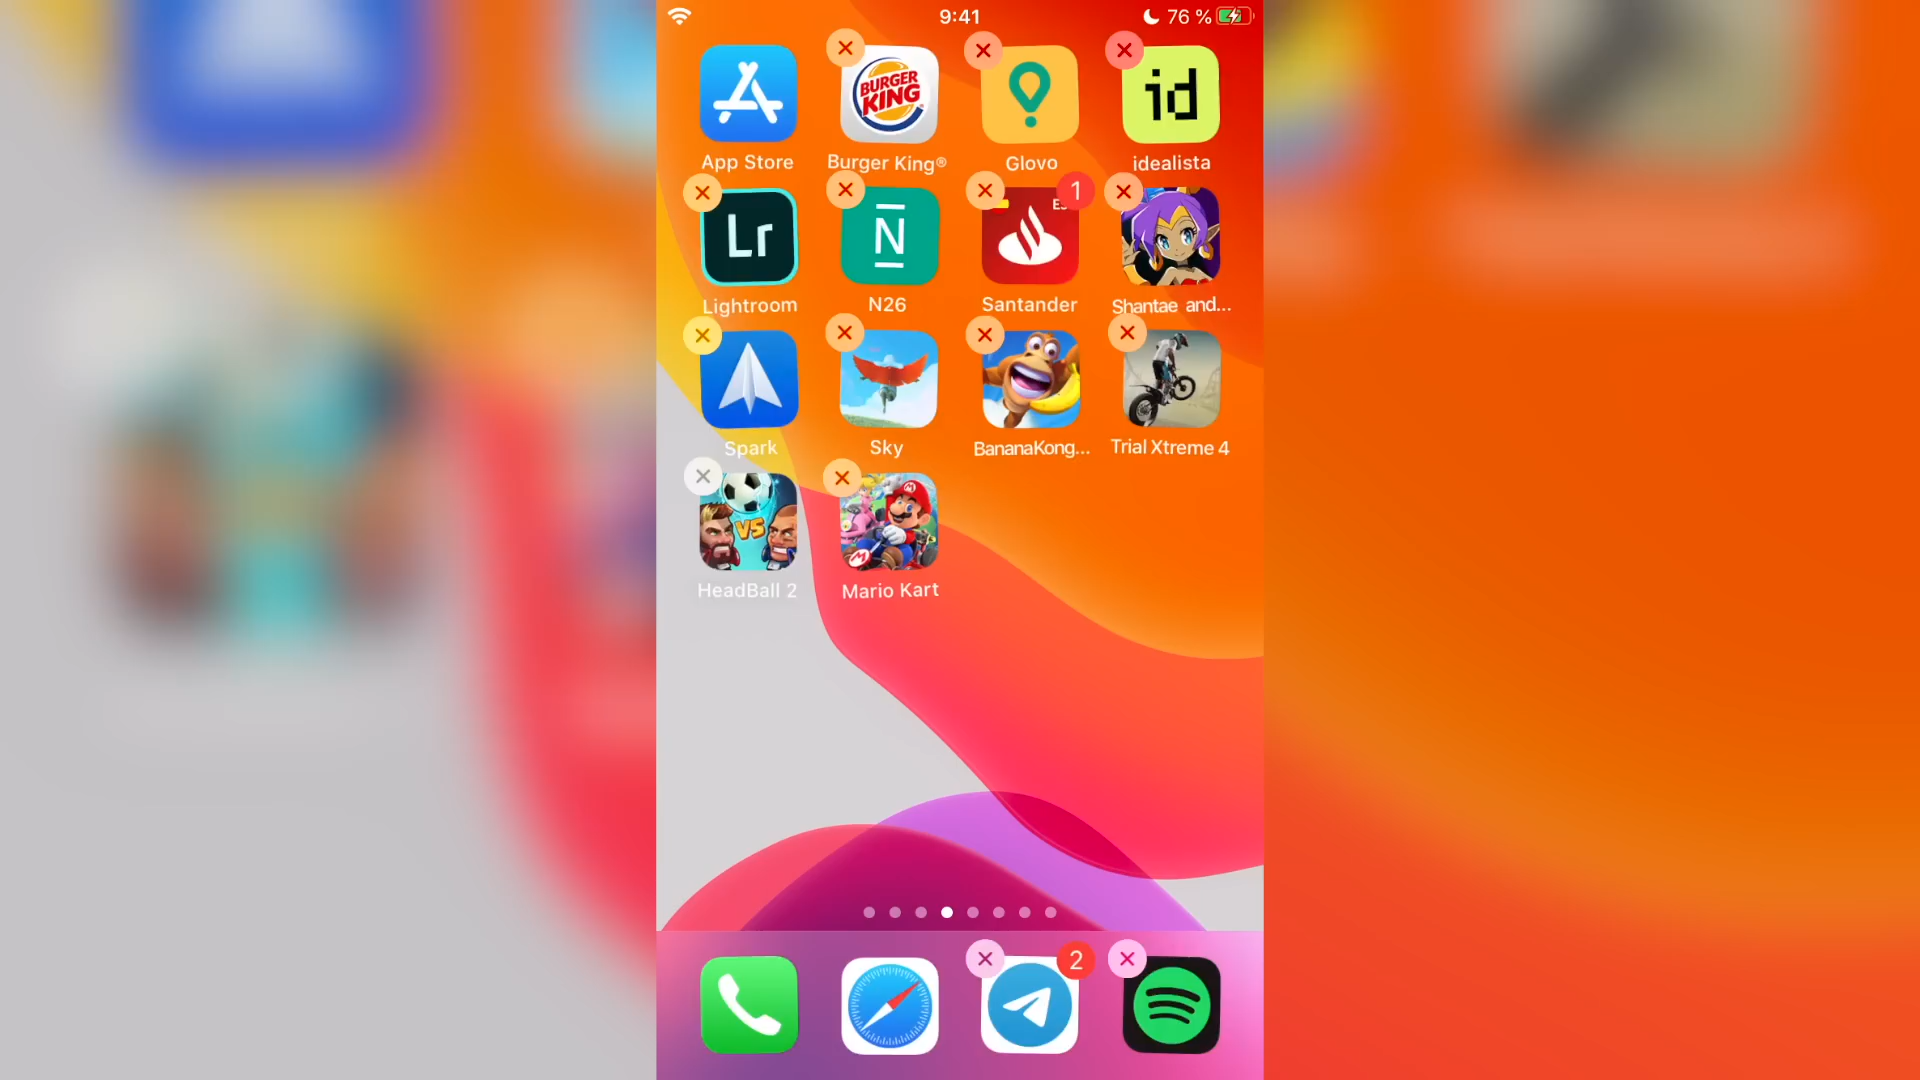 9:41
76 %
BURGER KING
id
App Store
Burger King®
Glovo
idealista
Lr
N
1
Lightroom
N26
Santander
Shantae and...
Spark
Sky
BananaKong...
Trial Xtreme 4
VS
M
M
HeadBall 2
Mario Kart
2